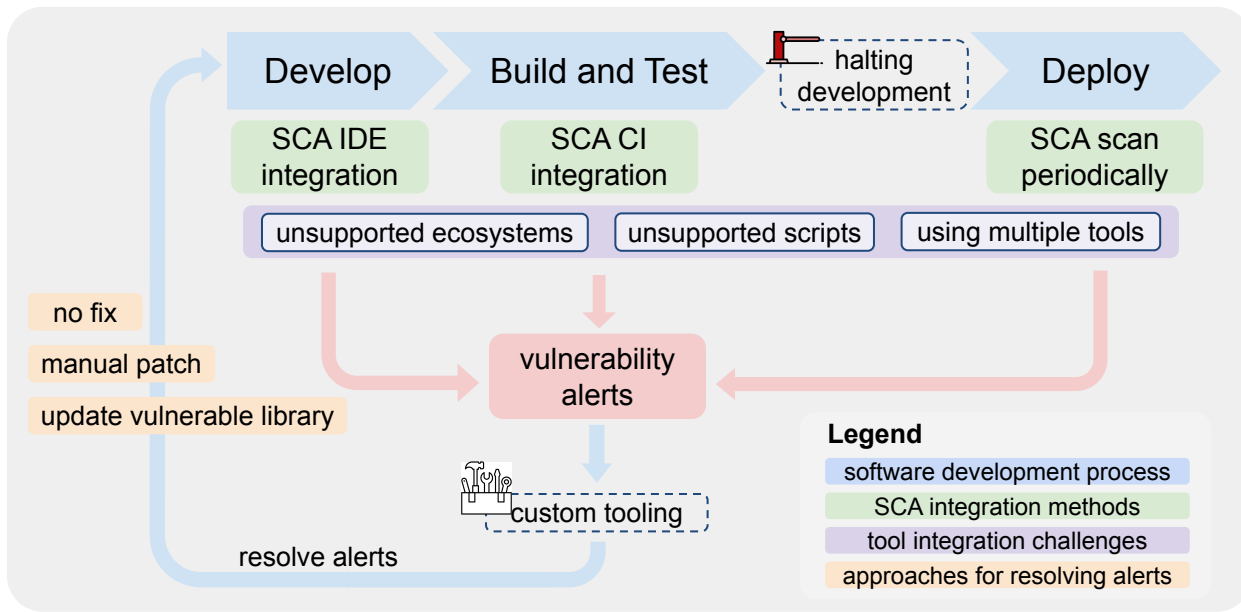 Develop
Build and Test
halting
development
Deploy
SCA IDE
integration
SCA CI
integration
SCA scan
periodically
unsupported ecosystems
unsupported scripts
using multiple tools
no fix
manual patch
update vulnerable library
vulnerability
alerts
custom tooling
resolve alerts
Legend
software development process
SCA integration methods
tool integration challenges
approaches for resolving alerts